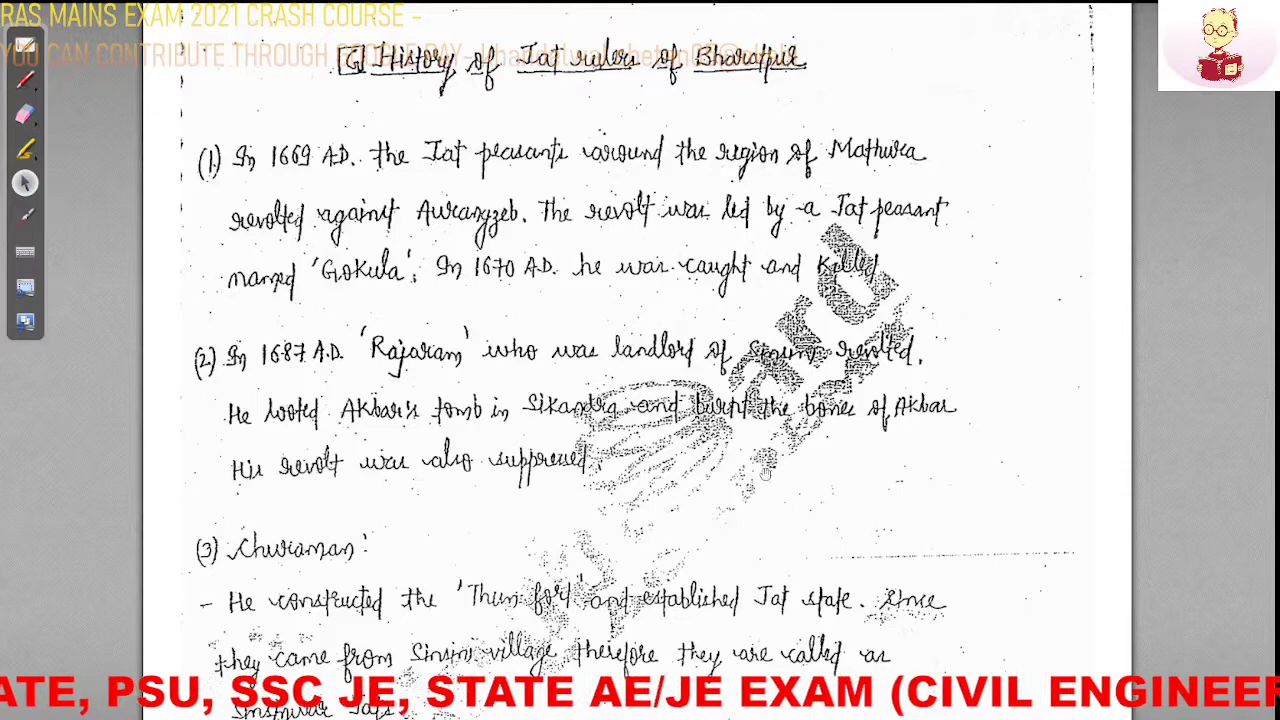 RAS MAINS EXAM 2021 CRASH COURSE -
YOU CAN CONTRIBUTE THROUGH GOOGLE PAY -
G History of Jat rulers of Bharatpur
(1.) In 1669 A.D. the Jat peasants around the region of Mathura
revolted against Aurangzeb. The revolt was led by a Jat peasant
named 'Gokula'. In 1670 A.D. he was caught and killed
(2) In 1687 A.D. 'Rajaram' who was landlord of Sinsini revolted.
He looted Akbar's tomb in Sikandra and burnt the bones of Akbar
His revolt was also suppressed.
(3) Churaman:
- He constructed the 'Thun fort' and established Jat state. Since
they came from Sinsini village therefore they are called as
Sinsinwar Jats
ATE, PSU, SSC JE, STATE AE/JE EXAM (CIVIL ENGINEER